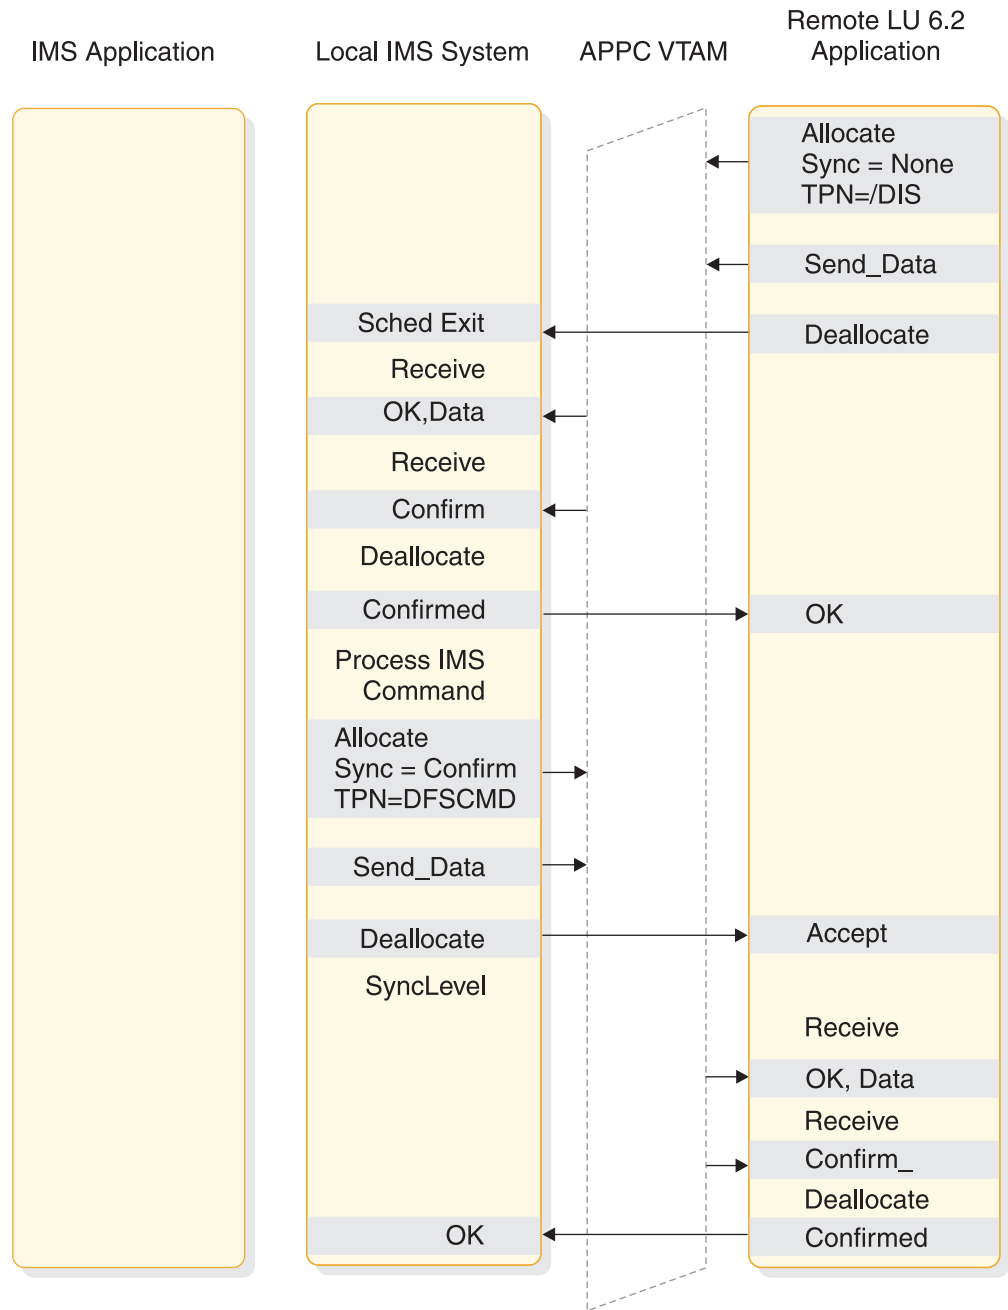 IMS Application
Local IMS System
APPC VTAM
Remote LU 6.2
Application
Allocate
Sync = None
TPN=/DIS
Send_Data
Sched Exit
Deallocate
Receive
OK,Data
Receive
Confirm
Deallocate
Confirmed
OK
Process IMS
Command
Allocate
Sync = Confirm
TPN=DFSCMD
Send_Data
Deallocate
Accept
SyncLevel
Receive
OK, Data
Receive
Confirm_
Deallocate
OK
Confirmed